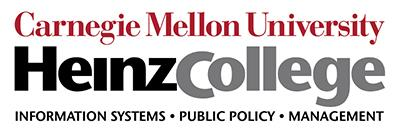 Carnegie Mellon University
HeinzCollege
INFORMATION SYSTEMS • PUBLIC POLICY • MANAGEMENT